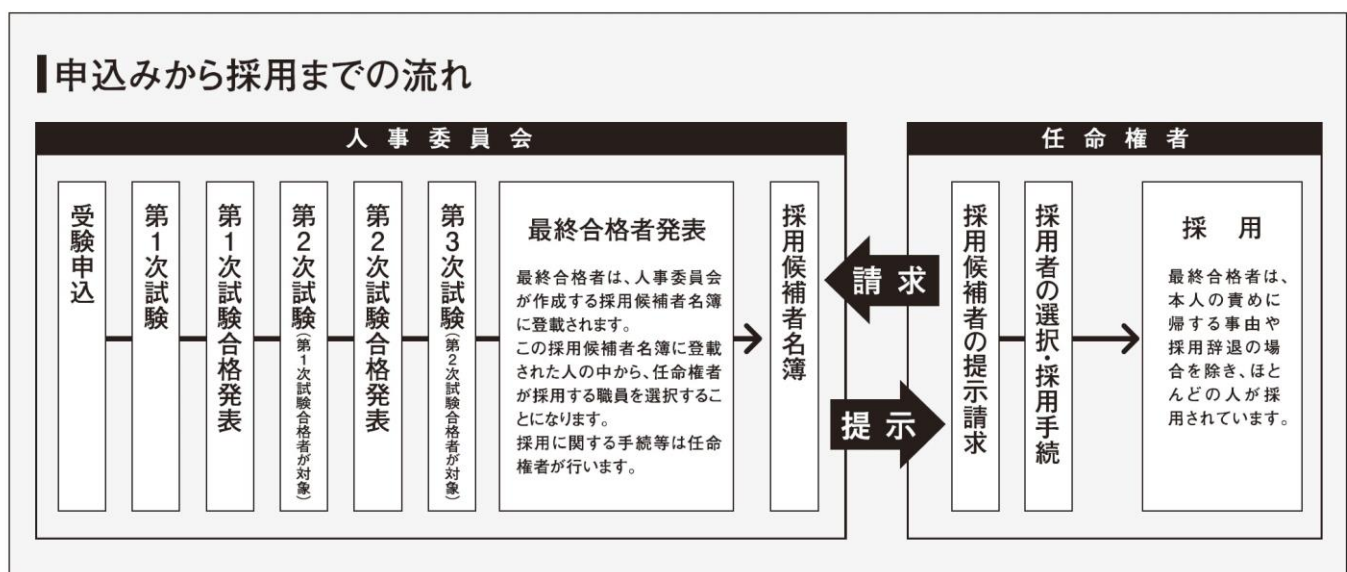 申込みから採用までの流れ
人事委員会
受験申込
第1次試験
第1次試験合格発表
第2次試験(第1次試験合格者が対象)
第2次試験合格発表
第3次試験(第2次試験合格者が対象)
最終合格者発表
最終合格者は、人事委員会
が作成する採用候補者名簿
に登載されます。
この採用候補者名簿に登載
された人の中から、任命権者
が採用する職員を選択するこ
とになります。
採用に関する手続等は任命
権者が行います。
採用候補者名簿
請求
提示
任命権者
採用候補者の提示請求
採用者の選択・採用手続
採用
最終合格者は、
本人の責めに
帰する事由や
採用辞退の場
合を除き、ほと
んどの人が採
用されています。